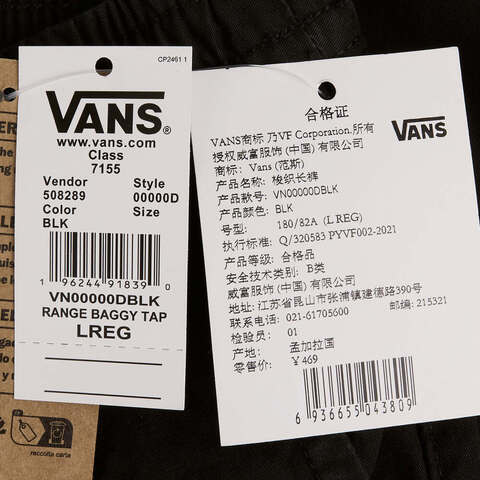 CP2461 1
VANS
®
www.vans.com
Class
7155
Vendor Style
508289 00000D
Color Size
BLK
1 96244 91839 0
VN00000DBLK
RANGE BAGGY TAP
LREG
raccolta carta
合格证
VANS商标 乃VF Corporation.所有
授权威富服饰(中国)有限公司
商标: Vans (范斯)
产品名称: 梭织长裤
产品款号: VN00000DBLK
产品颜色: BLK
号型: 180/82A (L REG)
执行标准: Q/320583 PYVF002-2021
产品等级: 合格品
安全技术类别: B类
威富服饰(中国)有限公司
地址:江苏省昆山市张浦镇建德路390号
邮编: 215321
联系电话: 021-61705600
检验员: 01
产地: 孟加拉国
零售价: ￥469
6 936655 043809
VANS